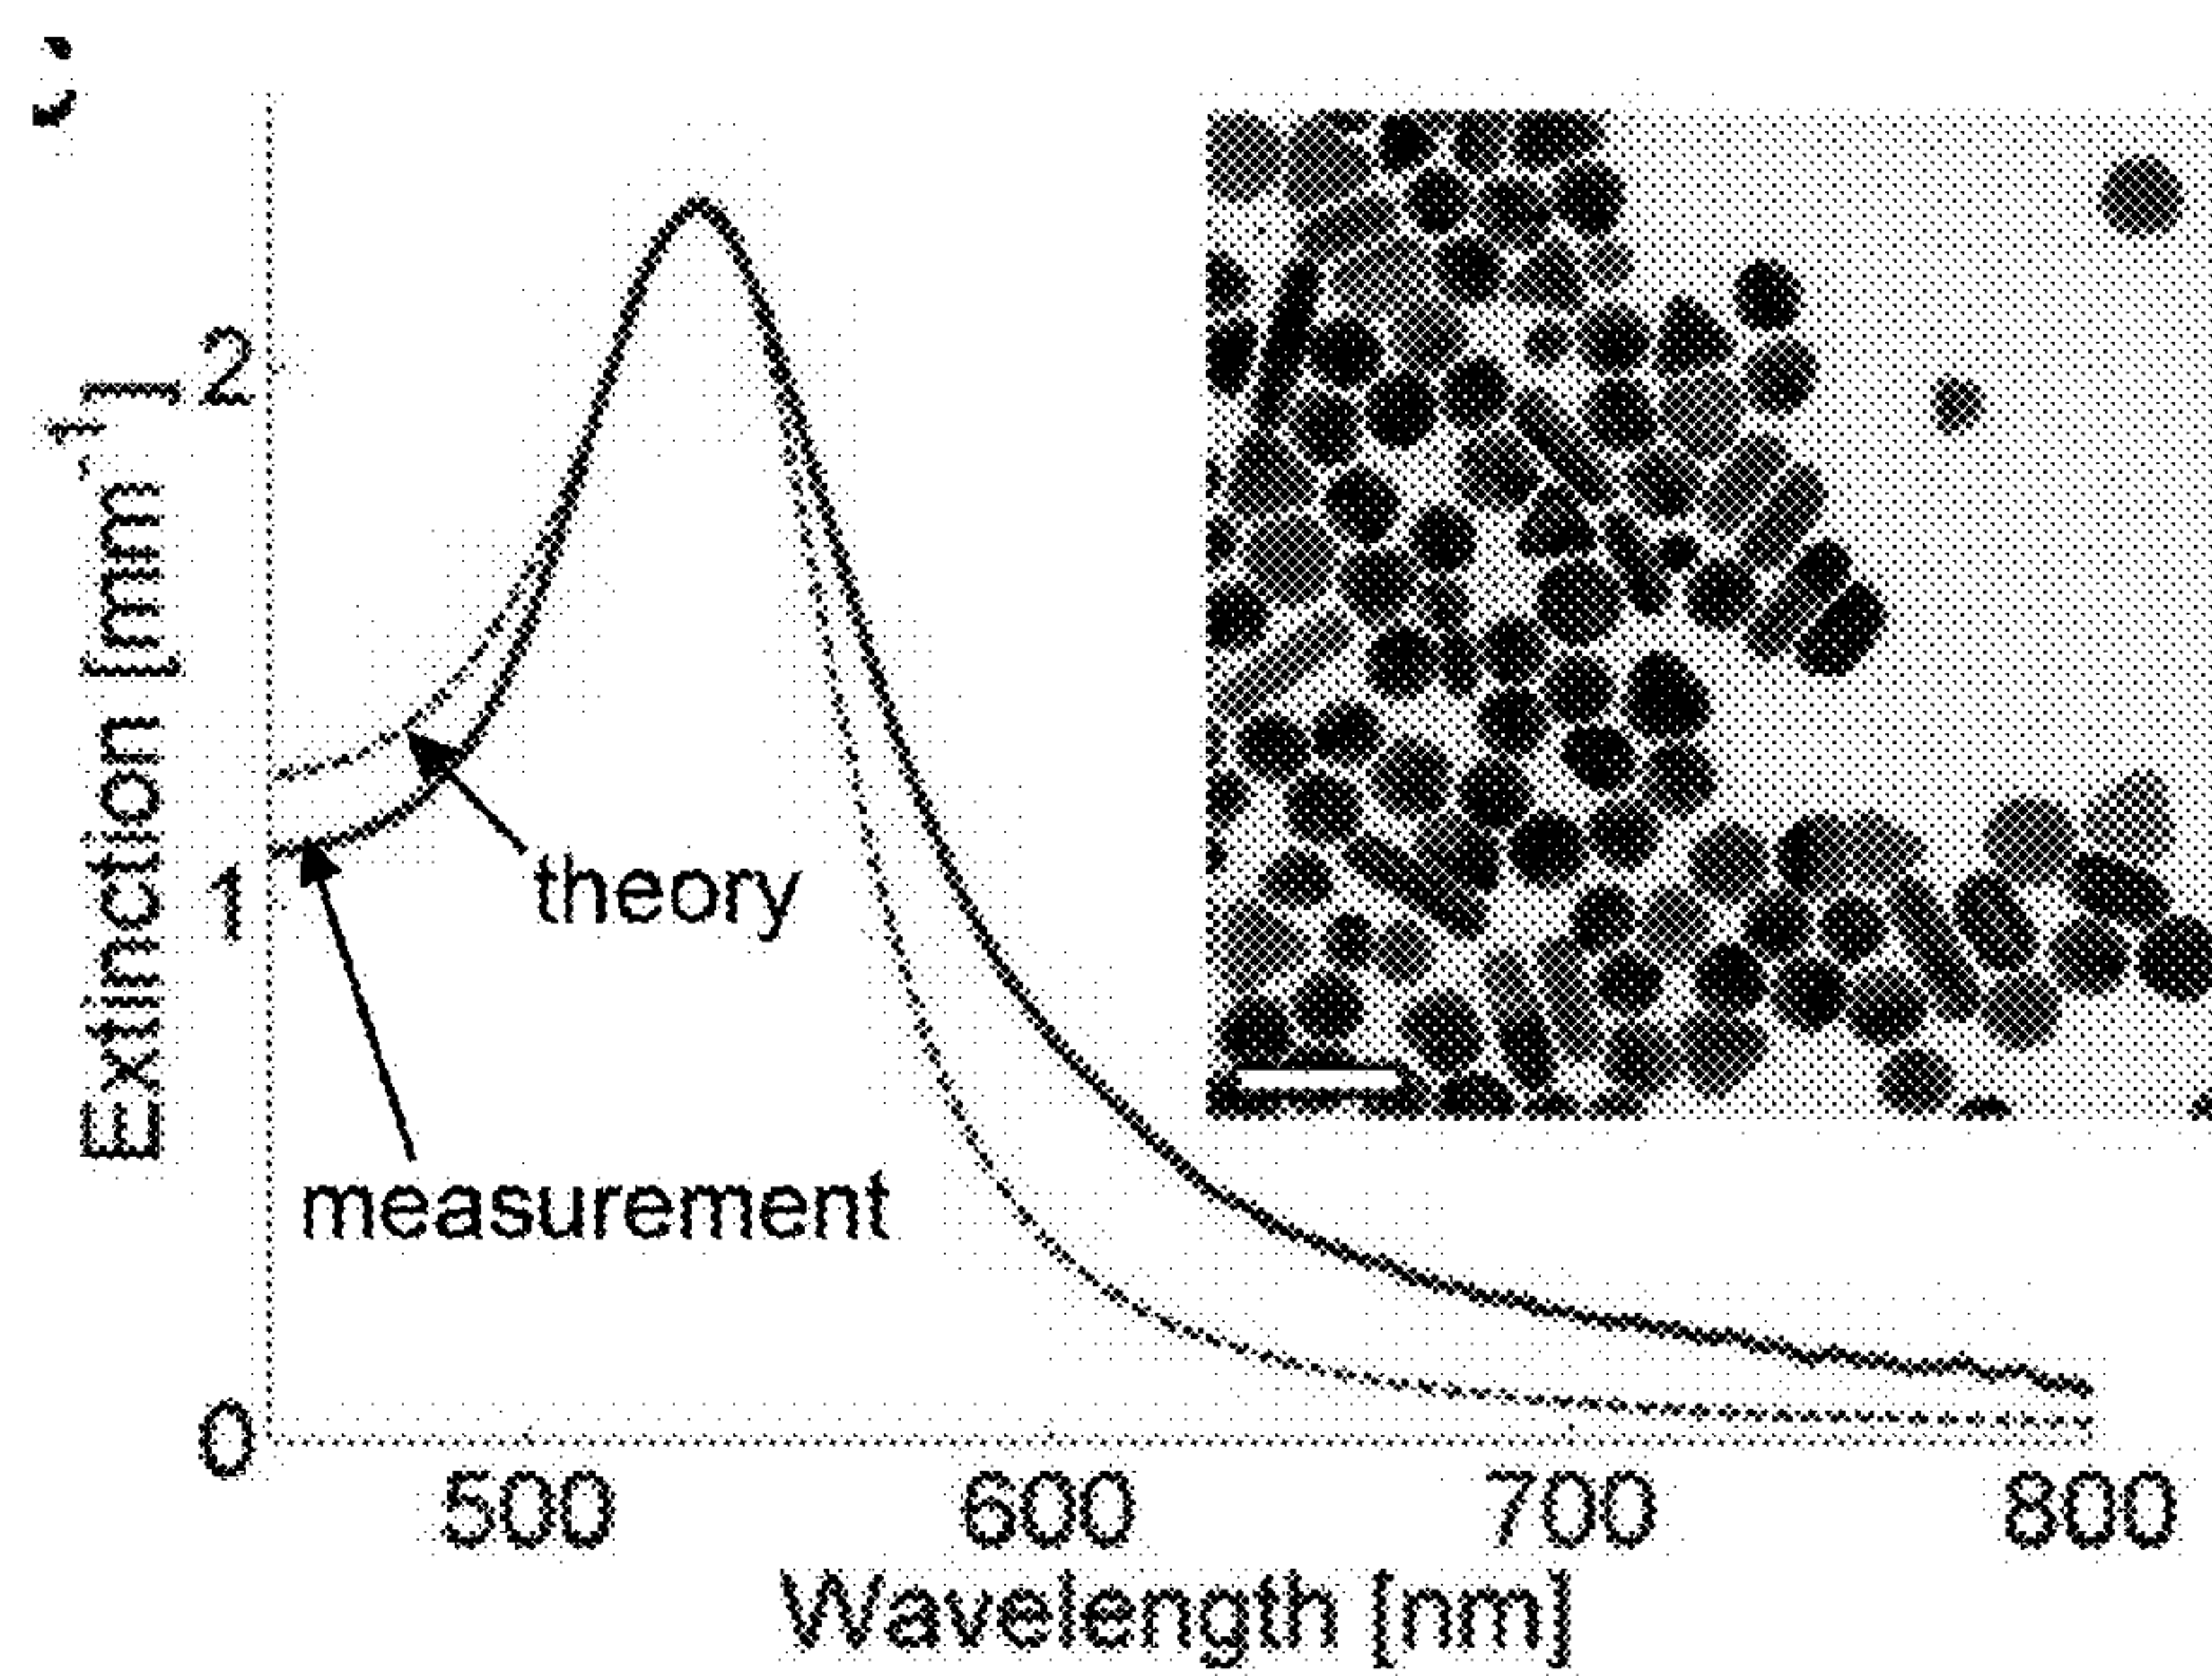 Extinction [mm-1]
2
1
0
theory
measurement
500 600 700 800
Wavelength [nm]